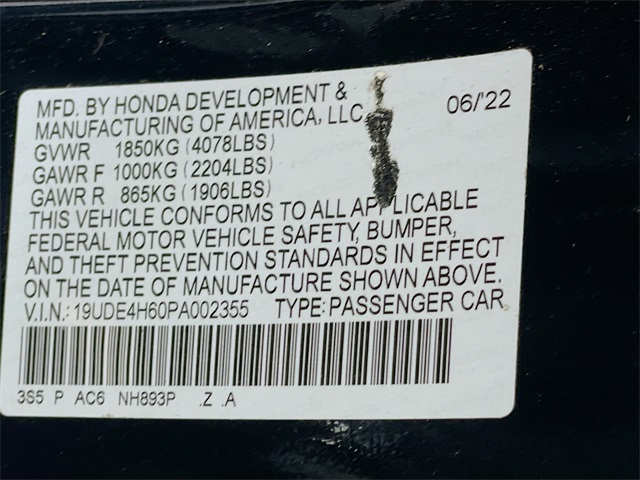 MFD. BY HONDA DEVELOPMENT & 06/'22
MANUFACTURING OF AMERICA, LLC
GVWR 1850KG (4078LBS)
GAWR F 1000KG (2204LBS)
GAWR R 865KG (1906LBS)
THIS VEHICLE CONFORMS TO ALL APPLICABLE
FEDERAL MOTOR VEHICLE SAFETY, BUMPER,
AND THEFT PREVENTION STANDARDS IN EFFECT
ON THE DATE OF MANUFACTURE SHOWN ABOVE.
V.I.N.: 19UDE4H60PA002355 TYPE: PASSENGER CAR
3S5 P AC6 NH893P .Z .A